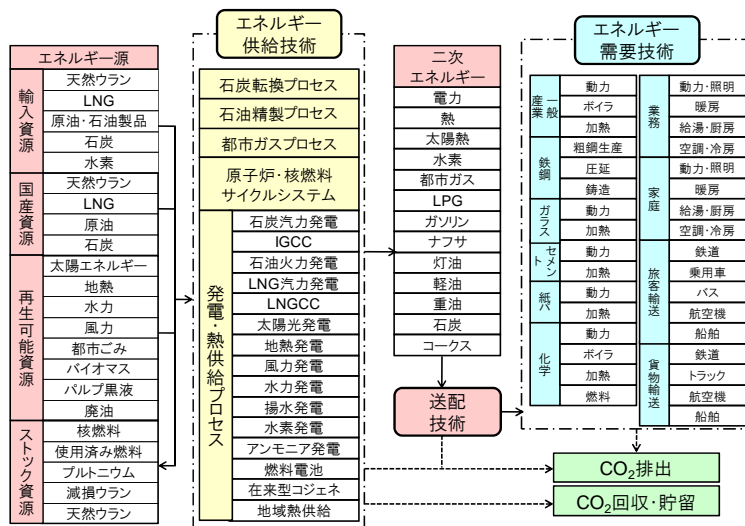 エネルギー源
輸入資源
天然ウラン
LNG
原油・石油製品
石炭
水素
国産資源
天然ウラン
LNG
原油
石炭
再生可能資源
太陽エネルギー
地熱
水力
風力
都市ごみ
バイオマス
パルプ黒液
廃油
ストック資源
核燃料
使用済み燃料
プルトニウム
減損ウラン
天然ウラン
エネルギー
供給技術
石炭転換プロセス
石油精製プロセス
都市ガスプロセス
原子炉・核燃料
サイクルシステム
発電・熱供給プロセス
石炭汽力発電
IGCC
石油火力発電
LNG汽力発電
LNGCC
太陽光発電
地熱発電
風力発電
水力発電
揚水発電
水素発電
アンモニア発電
燃料電池
在来型コジェネ
地域熱供給
二次
エネルギー
電力
熱
太陽熱
水素
都市ガス
LPG
ガソリン
ナフサ
灯油
軽油
重油
石炭
コークス
送配
技術
エネルギー
需要技術
一般産業
動力
ボイラ
加熱
鉄鋼
粗鋼生産
圧延
鋳造
ガラス
動力
加熱
セメント
動力
加熱
紙パ
動力
加熱
化学
動力
ボイラ
加熱
燃料
業務
動力・照明
暖房
給湯・厨房
空調・冷房
家庭
動力・照明
暖房
給湯・厨房
空調・冷房
旅客輸送
鉄道
乗用車
バス
航空機
船舶
貨物輸送
鉄道
トラック
航空機
船舶
CO₂排出
CO₂回収・貯留